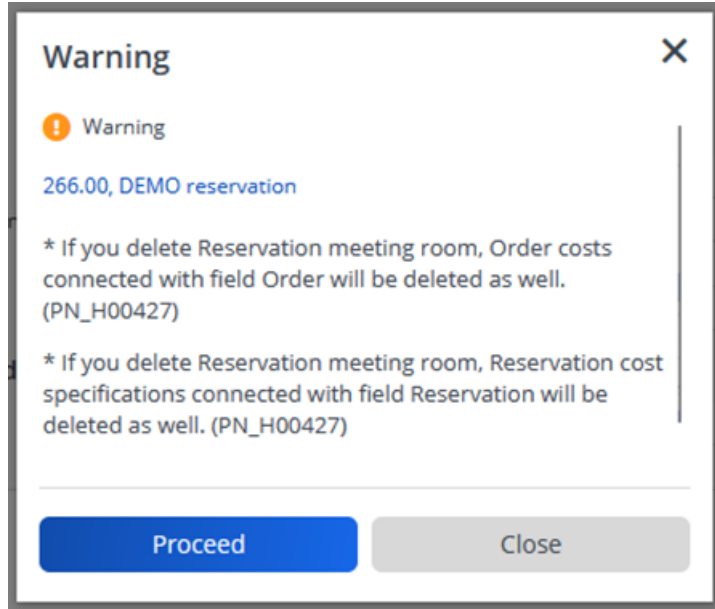 Warning
Warning
266.00, DEMO reservation
* If you delete Reservation meeting room, Order costs
connected with field Order will be deleted as well.
(PN_H00427)
* If you delete Reservation meeting room, Reservation cost
specifications connected with field Reservation will be
deleted as well. (PN_H00427)
Proceed
Close